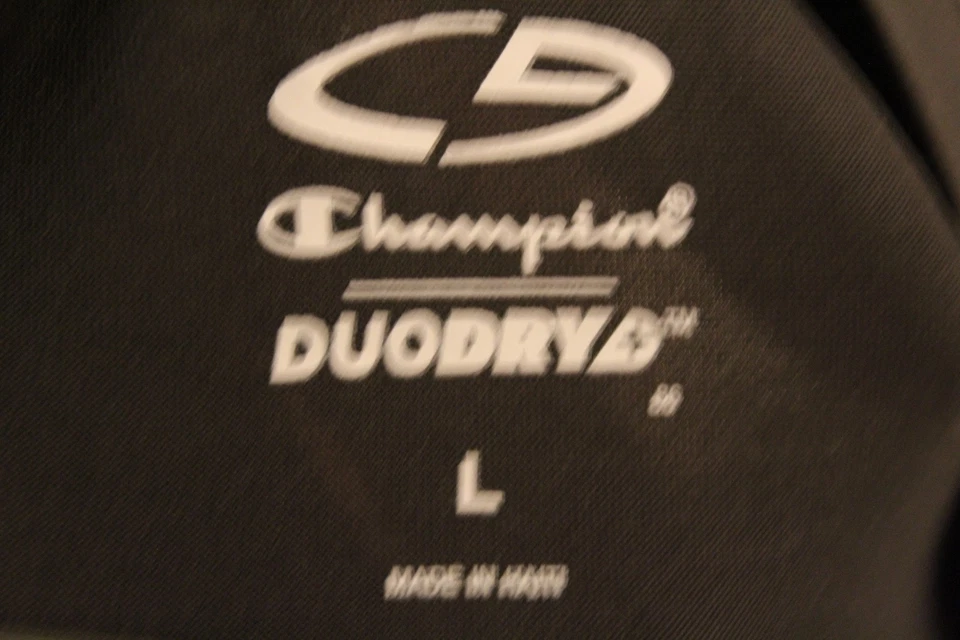 Champion®
DUODRY™
L
MADE IN HAITI